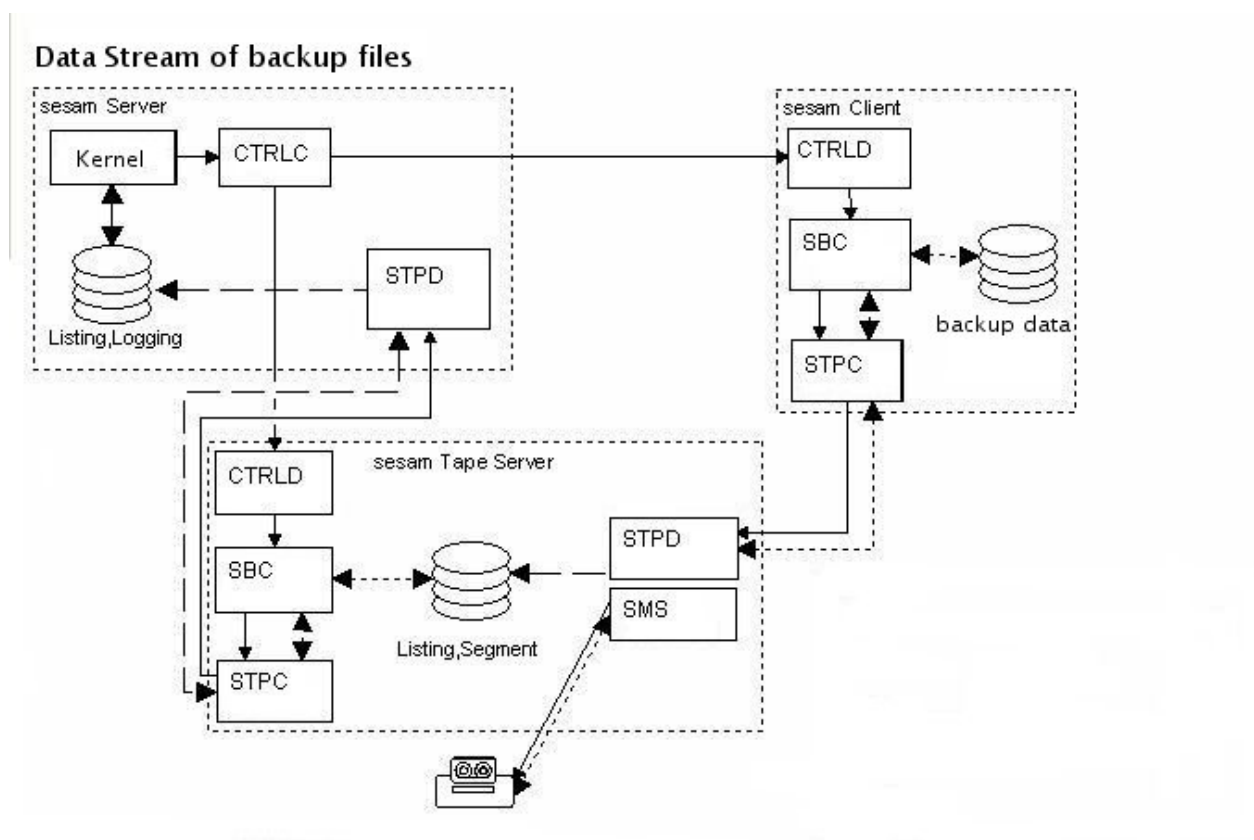 Data Stream of backup files
sesam Server
Kernel
CTRLC
STPD
Listing,Logging
sesam Client
CTRLD
SBC
backup data
STPC
sesam Tape Server
CTRLD
SBC
STPC
Listing,Segment
STPD
SMS